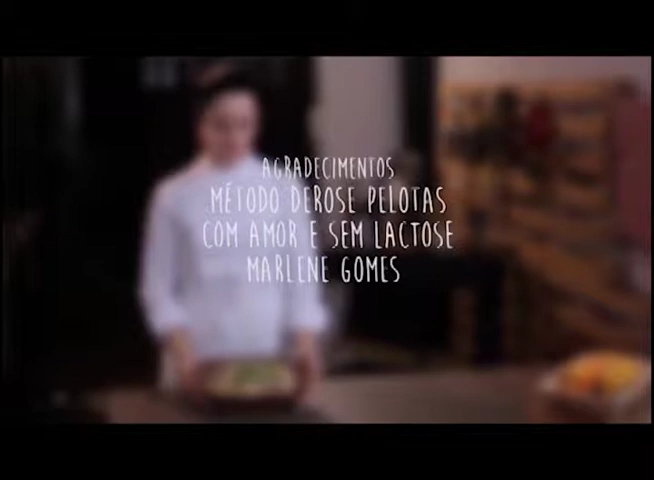 AGRADECIMENTOS
MÉTODO DEROSE PELOTAS
COM AMOR E SEM LACTOSE
MARLENE GOMES